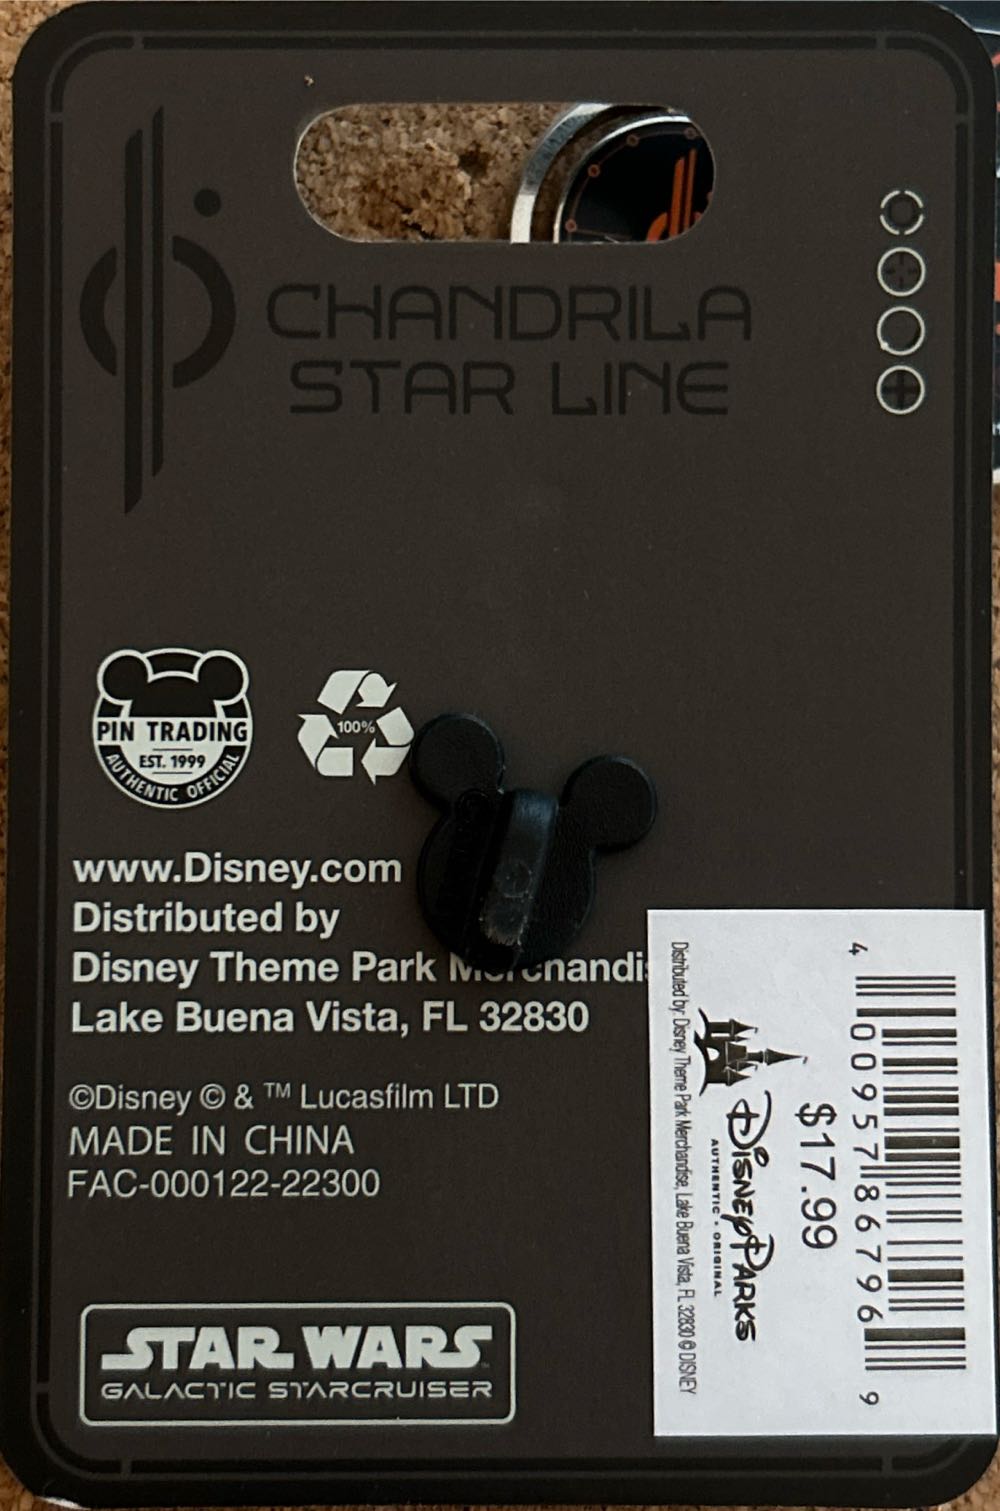 CHANDRILA
STAR LINE
PIN TRADING
EST. 1999
AUTHENTIC OFFICIAL
100%
www.Disney.com
Distributed by
Disney Theme Park
Lake Buena Vista, FL 32830
©Disney © & ™ Lucasfilm LTD
MADE IN CHINA
FAC-000122-22300
STAR WARS™
GALACTIC STARCRUISER
4 00957 86796 9
$17.99
Disney PARKS
AUTHENTIC • ORIGINAL
Distributed by: Disney Theme Park Merchandise, Lake Buena Vista, FL 32830 © DISNEY